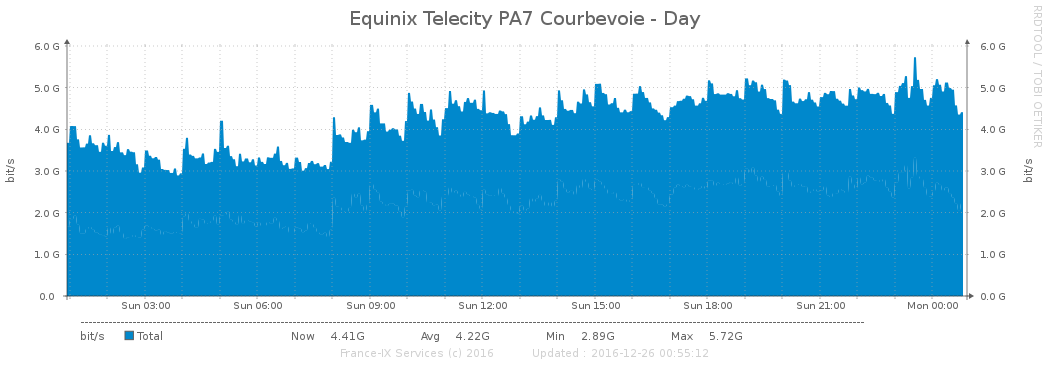 Equinix Telecity PA7 Courbevoie - Day
RRDTOOL / TOBI OETIKER
bit/s
bit/s
6.0 G 6.0 G
5.0 G 5.0 G
4.0 G 4.0 G
3.0 G 3.0 G
2.0 G 2.0 G
1.0 G 1.0 G
0.0 0.0 G
Sun 03:00 Sun 06:00 Sun 09:00 Sun 12:00 Sun 15:00 Sun 18:00 Sun 21:00 Mon 00:00
bit/s Total Now 4.41G Avg 4.22G Min 2.89G Max 5.72G
France-IX Services (c) 2016 Updated : 2016-12-26 00:55:12